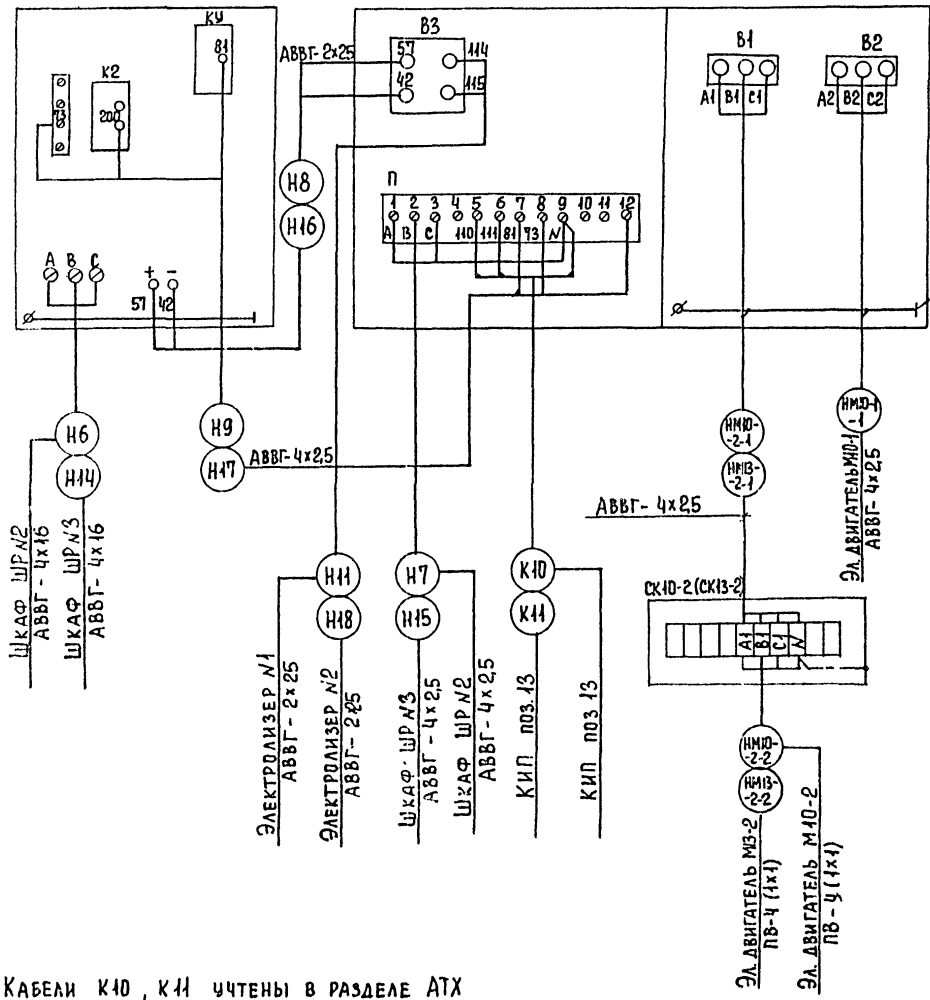 КУ
81
К2
73
200
А В С
+ −
57 42
АВВГ-2х25
В3
57 114
42 115
П
1 2 3 4 5 6 7 8 9 10 11 12
А В С 110 111 81 73 N
В1
А1 В1 С1
В2
А2 В2 С2
Н8
Н16
Н6
Н14
Н9
Н17
АВВГ-4х2,5
НМ10-
-2-1
НМ13-
-2-1
НМ10-1
-1
АВВГ-4х2,5
Эл. двигатель М10-1
АВВГ-4х2,5
Шкаф ШР№2
АВВГ-4х16
Шкаф ШР№3
АВВГ-4х16
Н11
Н18
Н7
Н15
К10
К11
Электролизер №1
АВВГ-2х25
Электролизер №2
АВВГ-2х25
Шкаф ШР№3
АВВГ-4х2,5
Шкаф ШР№2
АВВГ-4х2,5
КИП поз.13
КИП поз 13
СК10-2(СК13-2)
А1 В1 С1 N
НМ10-
-2-2
НМ13-
-2-2
Эл. двигатель М13-2
ПВ-4 (1х1)
Эл. двигатель М10-2
ПВ-4 (1х1)
Кабели К10, К11 учтены в разделе АТХ